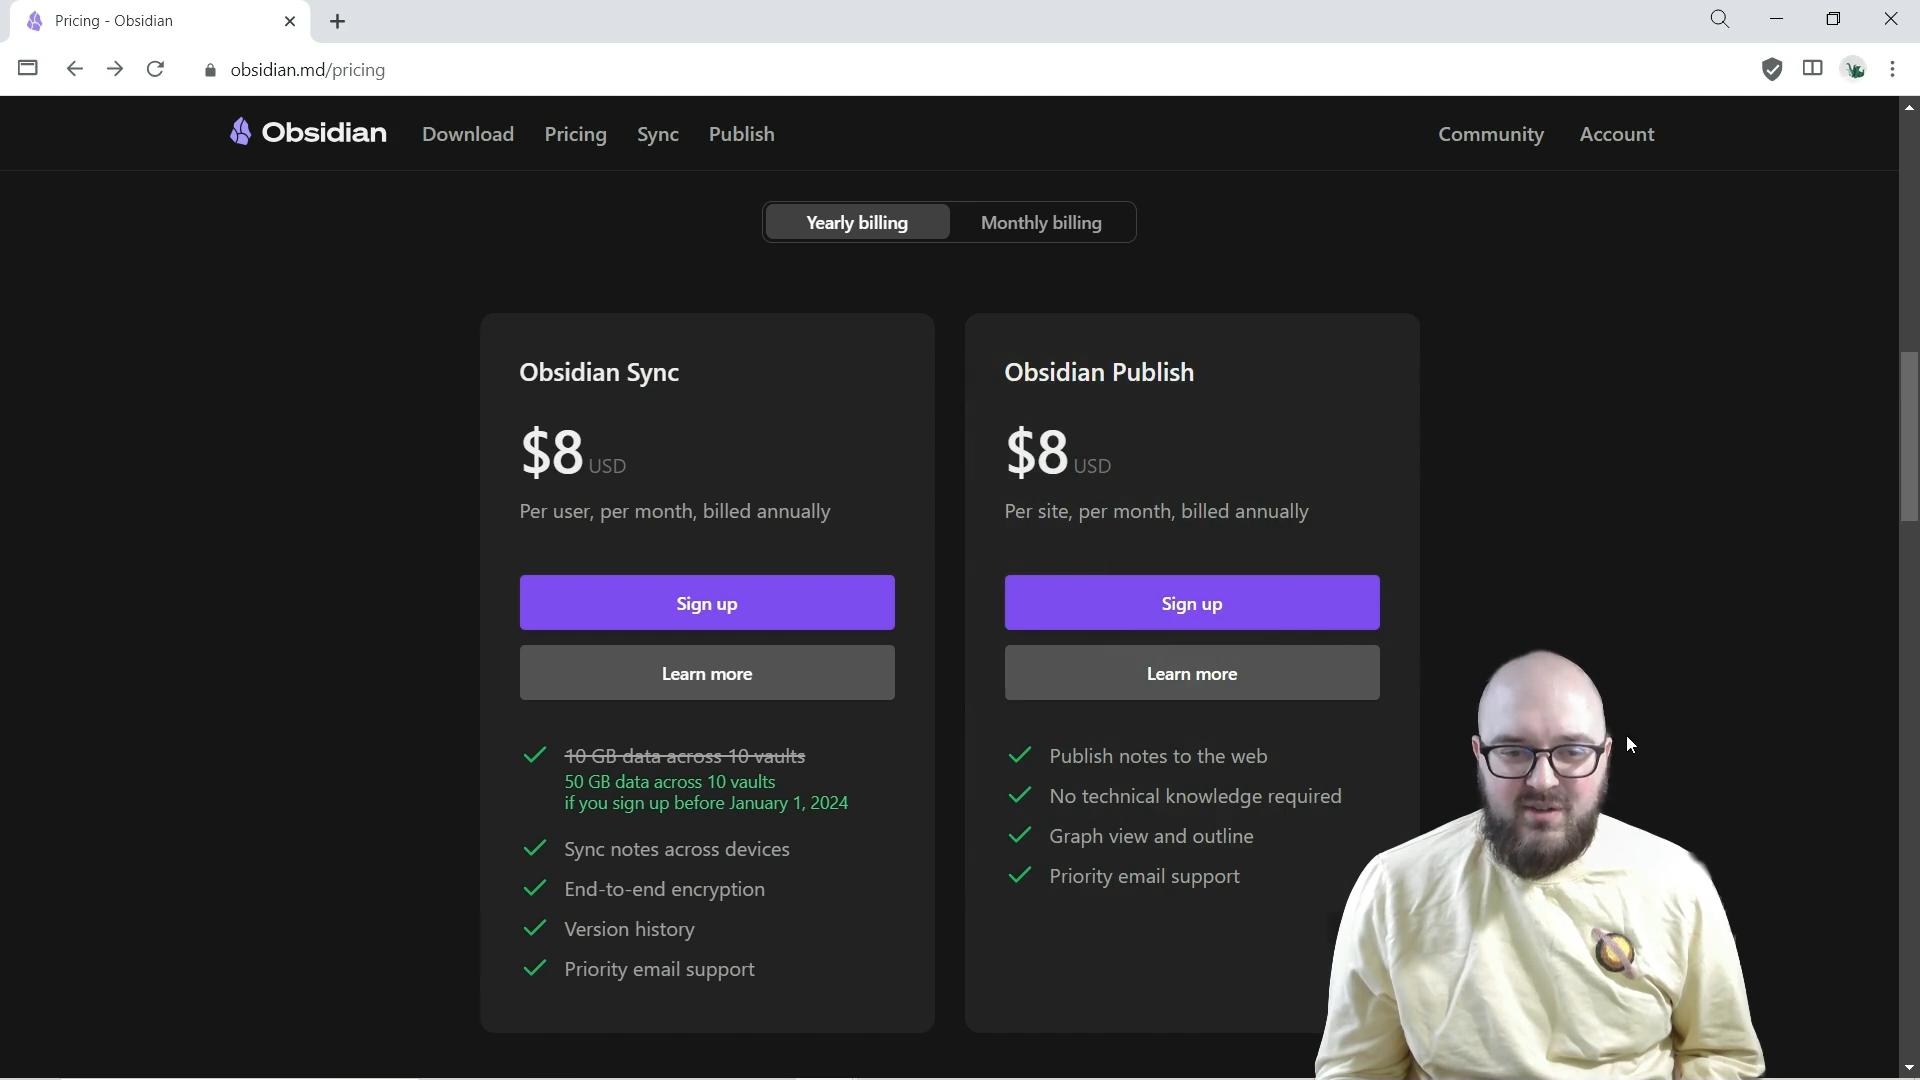 Pricing - Obsidian
obsidian.md/pricing
Obsidian
Download
Pricing
Sync
Publish
Community
Account
Yearly billing
Monthly billing
Obsidian Sync
$8 USD
Per user, per month, billed annually
Sign up
Learn more
10 GB data across 10 vaults
50 GB data across 10 vaults
if you sign up before January 1, 2024
Sync notes across devices
End-to-end encryption
Version history
Priority email support
Obsidian Publish
$8 USD
Per site, per month, billed annually
Sign up
Learn more
Publish notes to the web
No technical knowledge required
Graph view and outline
Priority email support